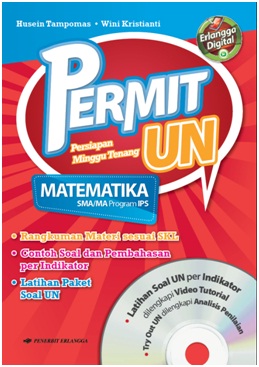 Husein Tampomas • Wini Kristianti
Erlangga
Digital
PERMIT
Persiapan
Minggu Tenang
UN
MATEMATIKA
SMA/MA Program IPS
• Rangkuman Materi sesuai SKL
• Contoh Soal dan Pembahasan
per Indikator
• Latihan Paket
Soal UN
• Latihan Soal UN per Indikator
dilengkapi Video Tutorial
• Try Out UN dilengkapi Analisis Penilaian
PENERBIT ERLANGGA